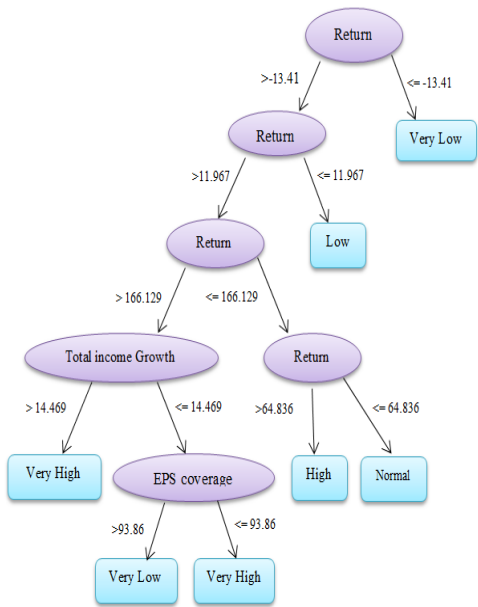 Return
>-13.41
<= -13.41
Return
Very Low
>11.967
<= 11.967
Return
Low
> 166.129
<= 166.129
Total income Growth
Return
> 14.469
<= 14.469
>64.836
<= 64.836
Very High
EPS coverage
High
Normal
>93.86
<= 93.86
Very Low
Very High